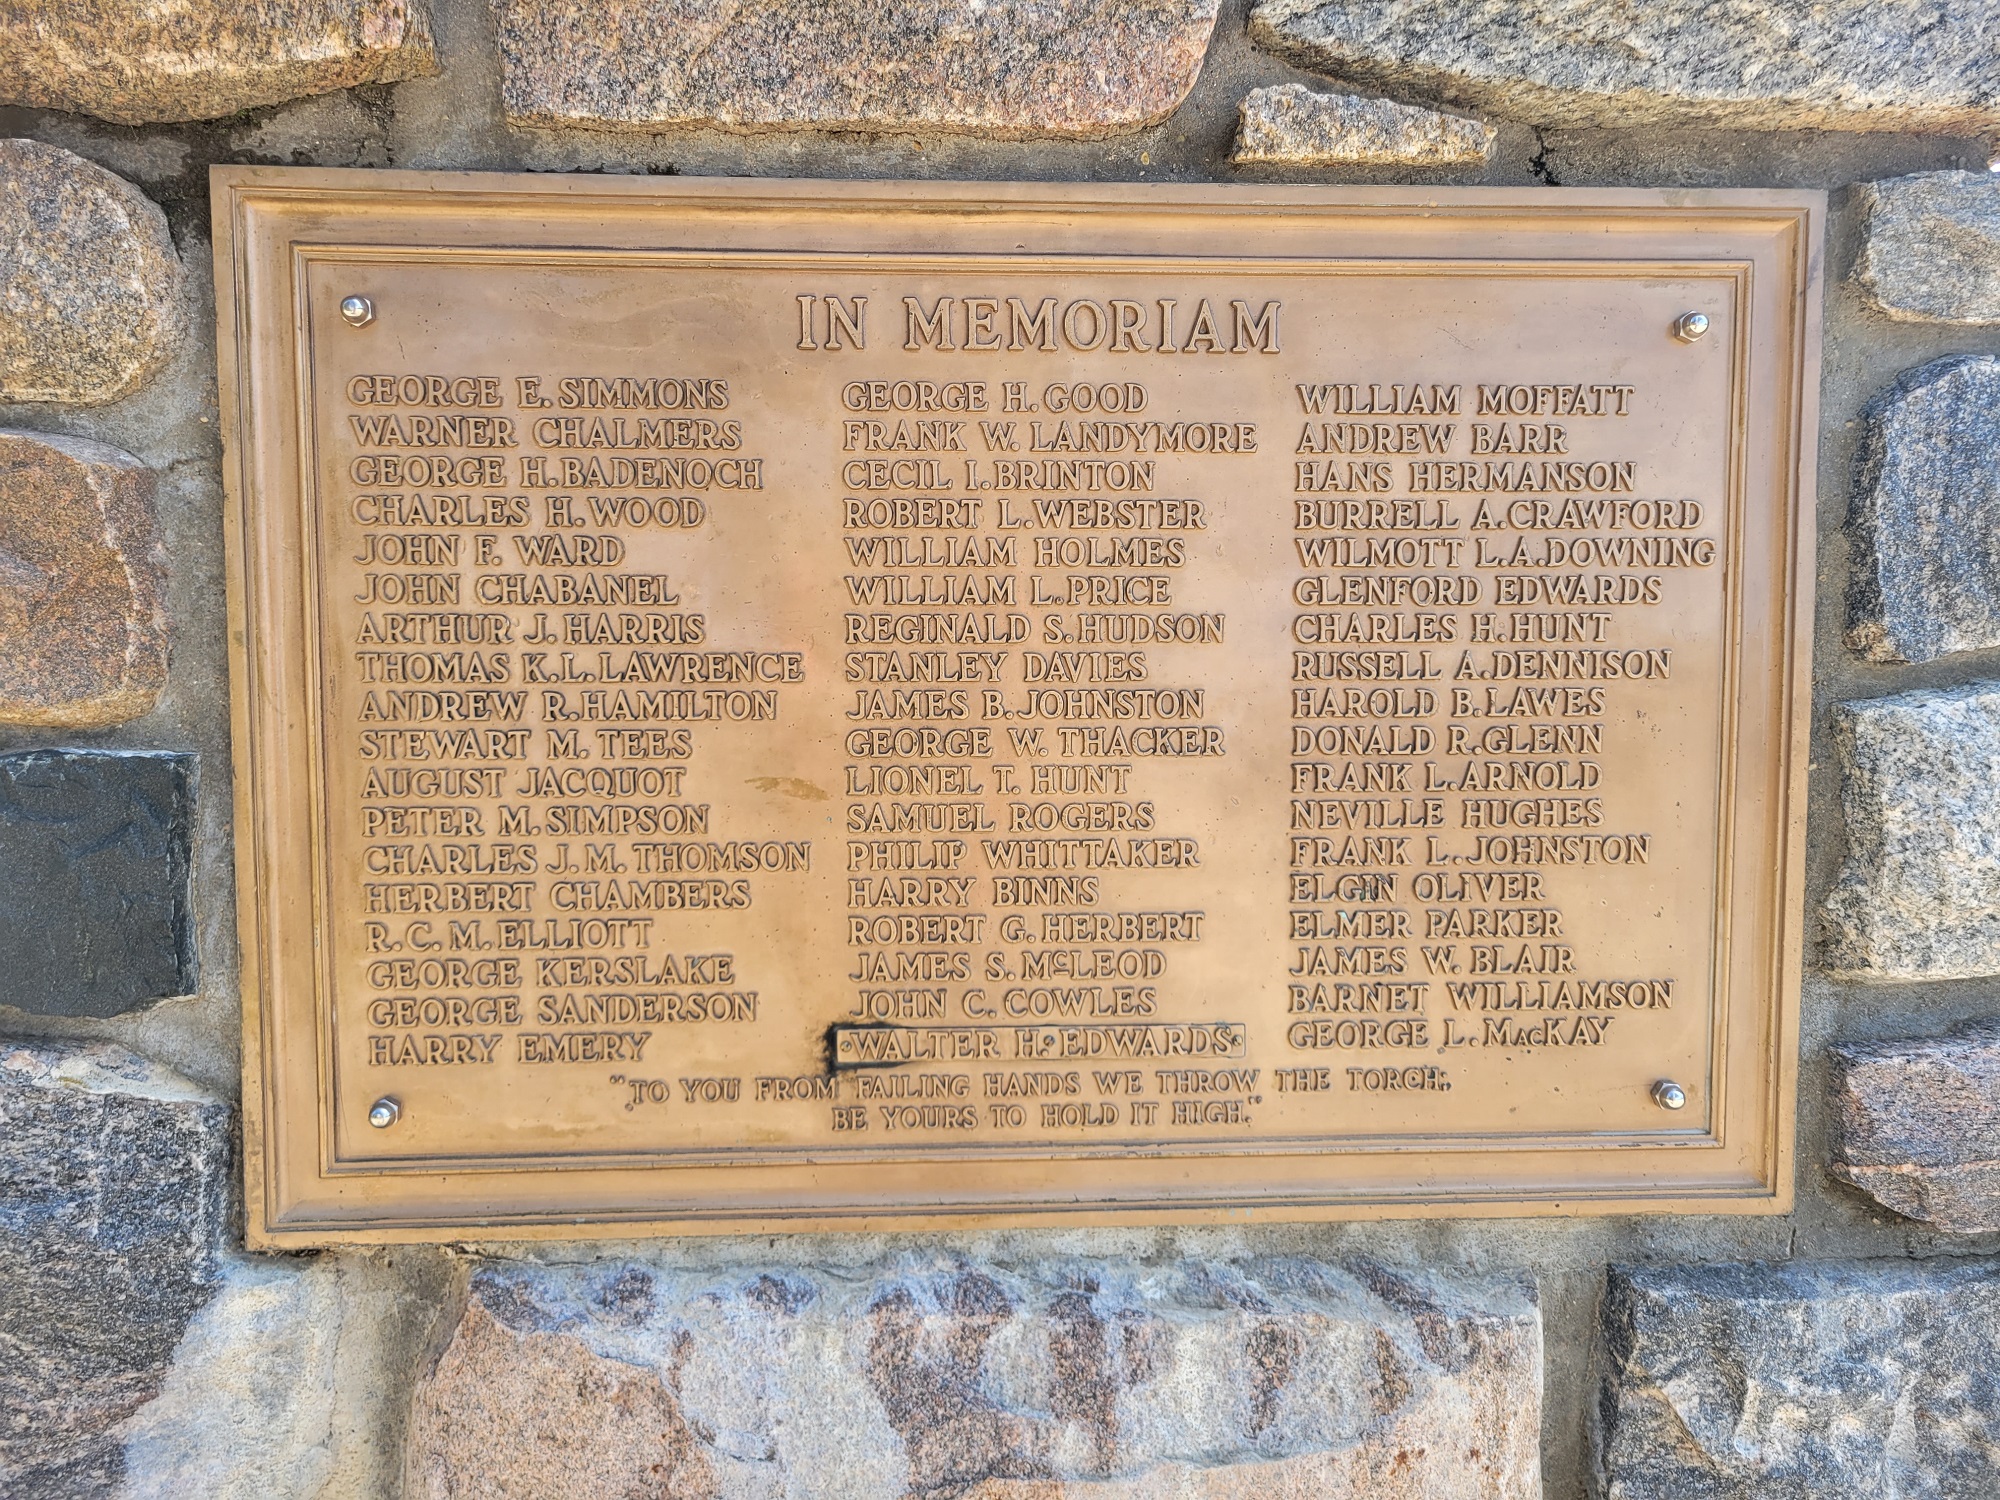 IN MEMORIAM
GEORGE E. SIMMONS
WARNER CHALMERS
GEORGE H. BADENOCH
CHARLES H. WOOD
JOHN F. WARD
JOHN CHABANEL
ARTHUR J. HARRIS
THOMAS K. L. LAWRENCE
ANDREW R. HAMILTON
STEWART M. TEES
AUGUST JACQUOT
PETER M. SIMPSON
CHARLES J. M. THOMSON
HERBERT CHAMBERS
R. C. M. ELLIOTT
GEORGE KERSLAKE
GEORGE SANDERSON
HARRY EMERY
GEORGE H. GOOD
FRANK W. LANDYMORE
CECIL I. BRINTON
ROBERT L. WEBSTER
WILLIAM HOLMES
WILLIAM L. PRICE
REGINALD S. HUDSON
STANLEY DAVIES
JAMES B. JOHNSTON
GEORGE W. THACKER
LIONEL T. HUNT
SAMUEL ROGERS
PHILIP WHITTAKER
HARRY BINNS
ROBERT G. HERBERT
JAMES S. McLEOD
JOHN C. COWLES
WALTER H. EDWARDS
WILLIAM MOFFATT
ANDREW BARR
HANS HERMANSON
BURRELL A. CRAWFORD
WILMOTT L. A. DOWNING
GLENFORD EDWARDS
CHARLES H. HUNT
RUSSELL A. DENNISON
HAROLD B. LAWES
DONALD R. GLENN
FRANK L. ARNOLD
NEVILLE HUGHES
FRANK L. JOHNSTON
ELGIN OLIVER
ELMER PARKER
JAMES W. BLAIR
BARNET WILLIAMSON
GEORGE L. MACKAY
"TO YOU FROM FAILING HANDS WE THROW THE TORCH;
BE YOURS TO HOLD IT HIGH."